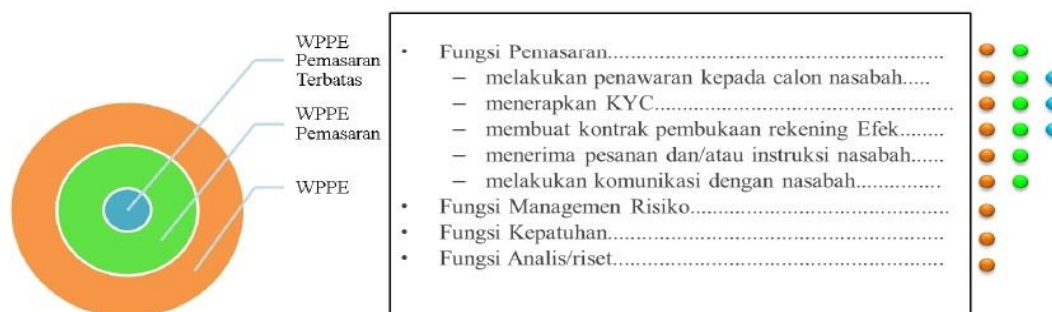 WPPE
Pemasaran
Terbatas
WPPE
Pemasaran
WPPE
• Fungsi Pemasaran.......................................................
– melakukan penawaran kepada calon nasabah.....
– menerapkan KYC.................................................
– membuat kontrak pembukaan rekening Efek........
– menerima pesanan dan/atau instruksi nasabah......
– melakukan komunikasi dengan nasabah...............
• Fungsi Managemen Risiko...........................................
• Fungsi Kepatuhan........................................................
• Fungsi Analis/riset.......................................................